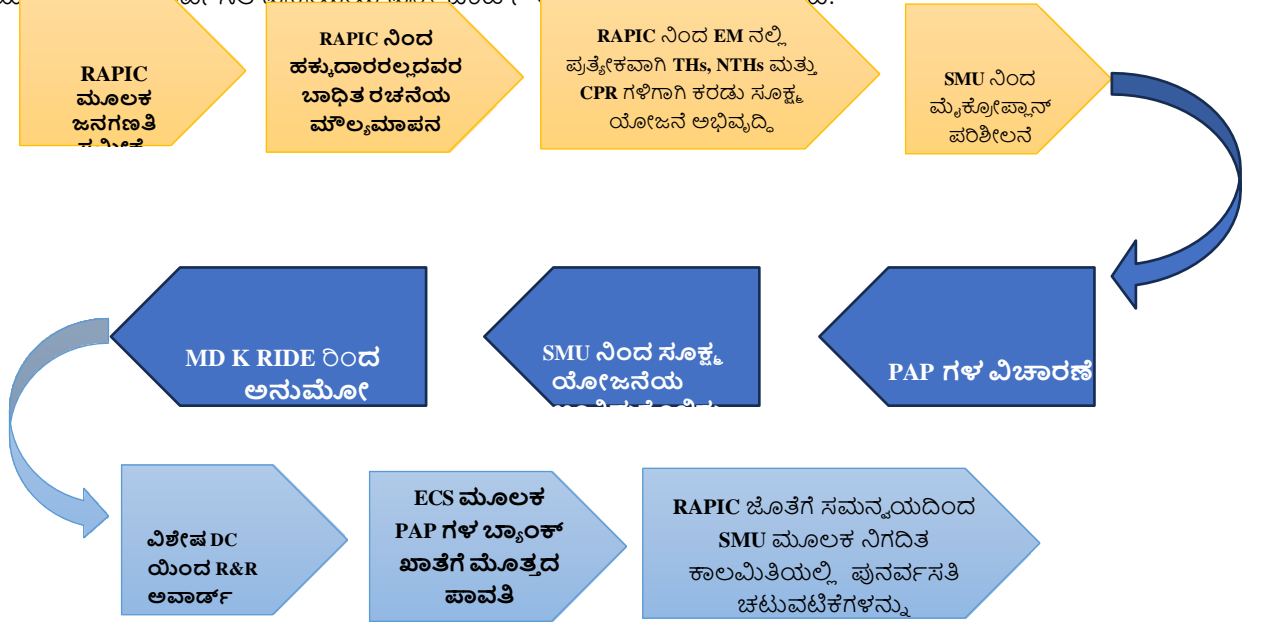 RAPIC
ಮೂಲಕ
ಜನಗಣತಿ
RAPIC ನಿಂದ
ಹಕ್ಕುದಾರರಲ್ಲದವರ
ಬಾಧಿತ ರಚನೆಯ
ಮೌಲ್ಯಮಾಪನ
RAPIC ನಿಂದ EM ನಲ್ಲಿ
ಪ್ರತ್ಯೇಕವಾಗಿ THs, NTHs ಮತ್ತು
CPR ಗಳಿಗಾಗಿ ಕರಡು ಸೂಕ್ಷ್ಮ
ಯೋಜನೆ ಅಭಿವೃದ್ಧಿ
SMU ನಿಂದ
ಮೈಕ್ರೋಪ್ಲಾನ್
ಪರಿಶೀಲನೆ
PAP ಗಳ ವಿಚಾರಣೆ
SMU ನಿಂದ ಸೂಕ್ಷ್ಮ
ಯೋಜನೆಯ
MD K RIDE ರಿಂದ
ಅನುಮೋ
ವಿಶೇಷ DC
ಯಿಂದ R&R
ಅವಾರ್ಡ್
ECS ಮೂಲಕ
PAP ಗಳ ಬ್ಯಾಂಕ್
ಖಾತೆಗೆ ಮೊತ್ತದ
ಪಾವತಿ
RAPIC ಜೊತೆಗೆ ಸಮನ್ವಯದಿಂದ
SMU ಮೂಲಕ ನಿಗದಿತ
ಕಾಲಮಿತಿಯಲ್ಲಿ ಪುನರ್ವಸತಿ
ಚಟುವಟಿಕೆಗಳನ್ನು